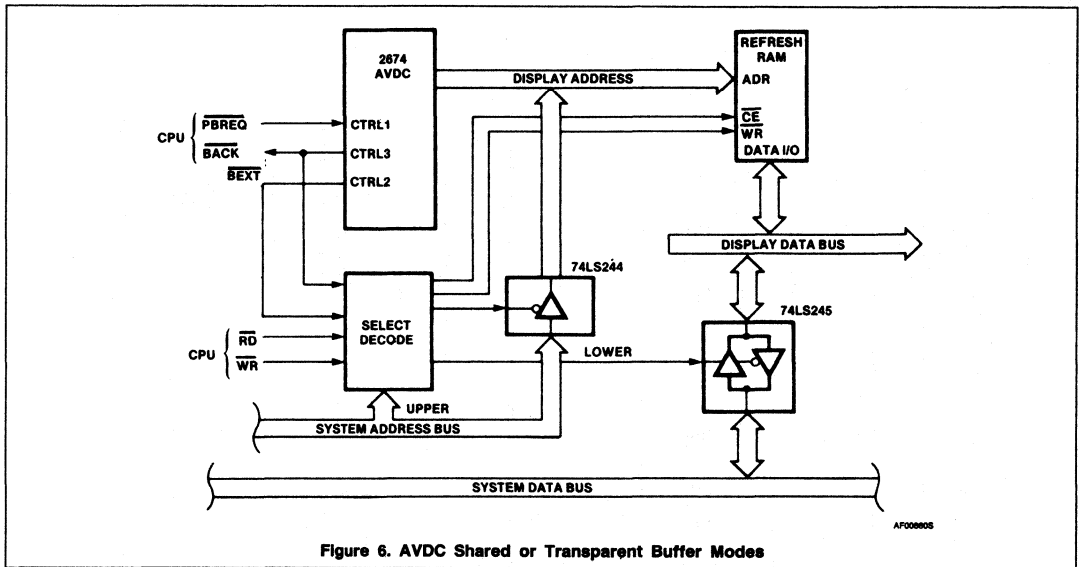 2674
AVDC
REFRESH
RAM
DISPLAY ADDRESS
ADR
CPU
PBREQ
CTRL1
CE
BACK
CTRL3
WR
BEXT
CTRL2
DATA I/O
DISPLAY DATA BUS
74LS244
74LS245
SELECT
DECODE
CPU
RD
WR
LOWER
UPPER
SYSTEM ADDRESS BUS
SYSTEM DATA BUS
AF00880S
Figure 6. AVDC Shared or Transparent Buffer Modes